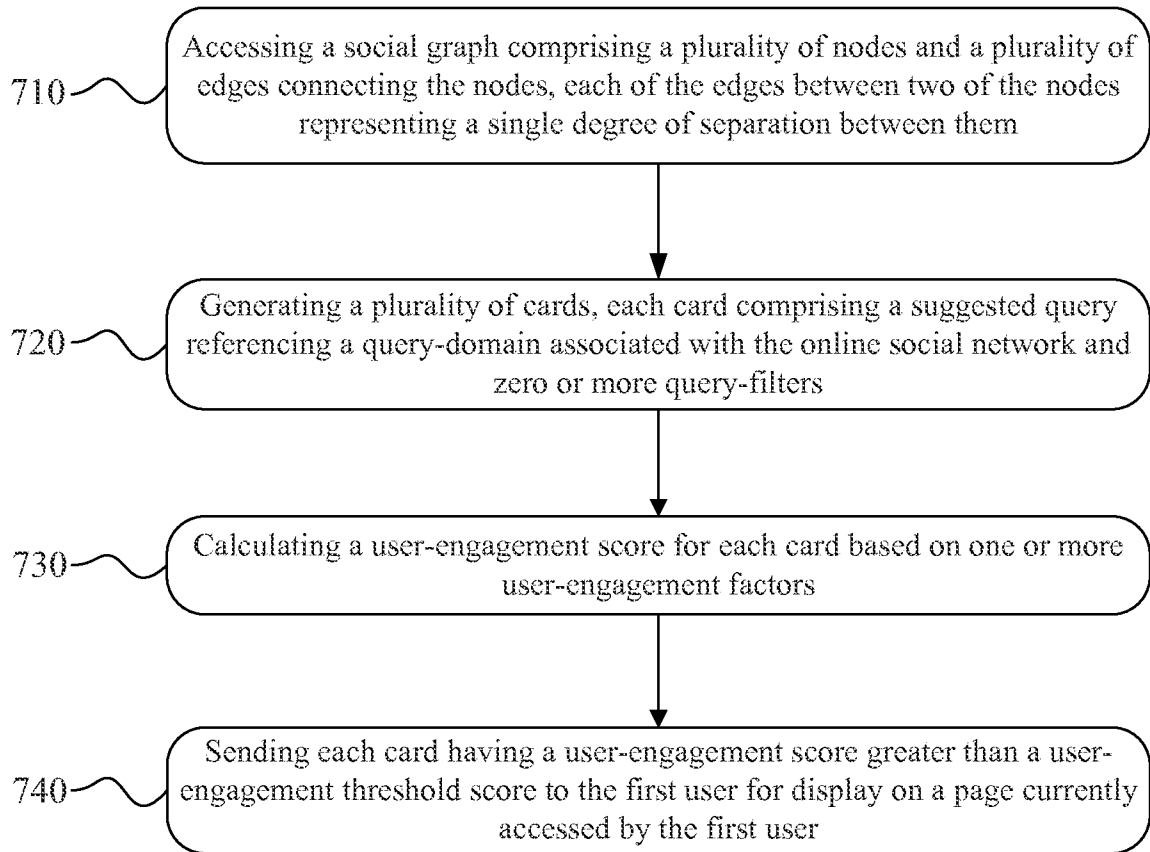 Accessing a social graph comprising a plurality of nodes and a plurality of
710
edges connecting the nodes, each of the edges between two of the nodes
representing a single degree of separation between them
Generating a plurality of cards, each card comprising a suggested query
720
referencing a query-domain associated with the online social network and
zero or more query-filters
730
Calculating a user-engagement score for each card based on one or more
user-engagement factors
Sending each card having a user-engagement score greater than a user-
740
engagement threshold score to the first user for display on a page currently
accessed by the first user